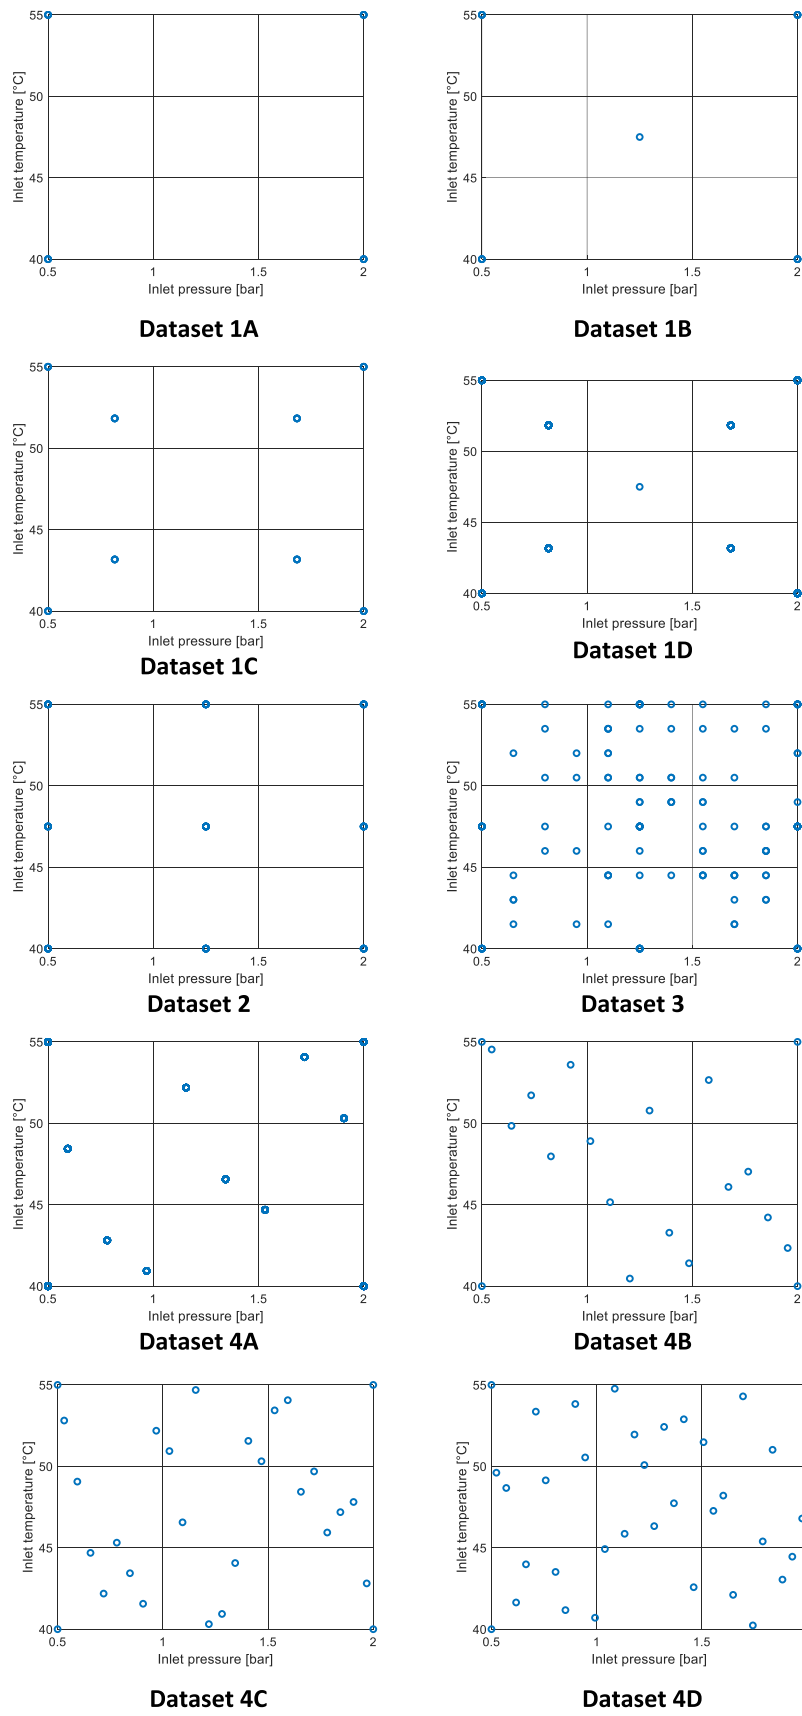 55
50
45
40
0.5 1 1.5 2
Inlet temperature [°C]
Inlet pressure [bar]
Dataset 1A
55
50
45
40
0.5 1 1.5 2
Inlet temperature [°C]
Inlet pressure [bar]
Dataset 1B
55
50
45
40
0.5 1 1.5 2
Inlet temperature [°C]
Inlet pressure [bar]
Dataset 1C
55
50
45
40
0.5 1 1.5 2
Inlet temperature [°C]
Inlet pressure [bar]
Dataset 1D
55
50
45
40
0.5 1 1.5 2
Inlet temperature [°C]
Inlet pressure [bar]
Dataset 2
55
50
45
40
0.5 1 1.5 2
Inlet temperature [°C]
Inlet pressure [bar]
Dataset 3
55
50
45
40
0.5 1 1.5 2
Inlet temperature [°C]
Inlet pressure [bar]
Dataset 4A
55
50
45
40
0.5 1 1.5 2
Inlet temperature [°C]
Inlet pressure [bar]
Dataset 4B
55
50
45
40
0.5 1 1.5 2
Inlet temperature [°C]
Inlet pressure [bar]
Dataset 4C
55
50
45
40
0.5 1 1.5
Inlet temperature [°C]
Inlet pressure [bar]
Dataset 4D